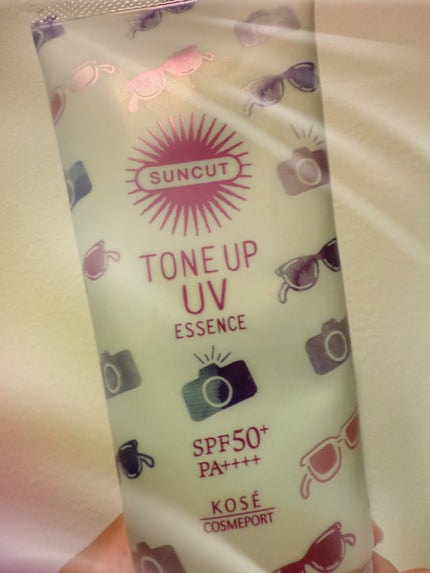 SUNCUT
TONE UP
UV
ESSENCE
SPF50+
PA++++
KOSÉ
COSMEPORT